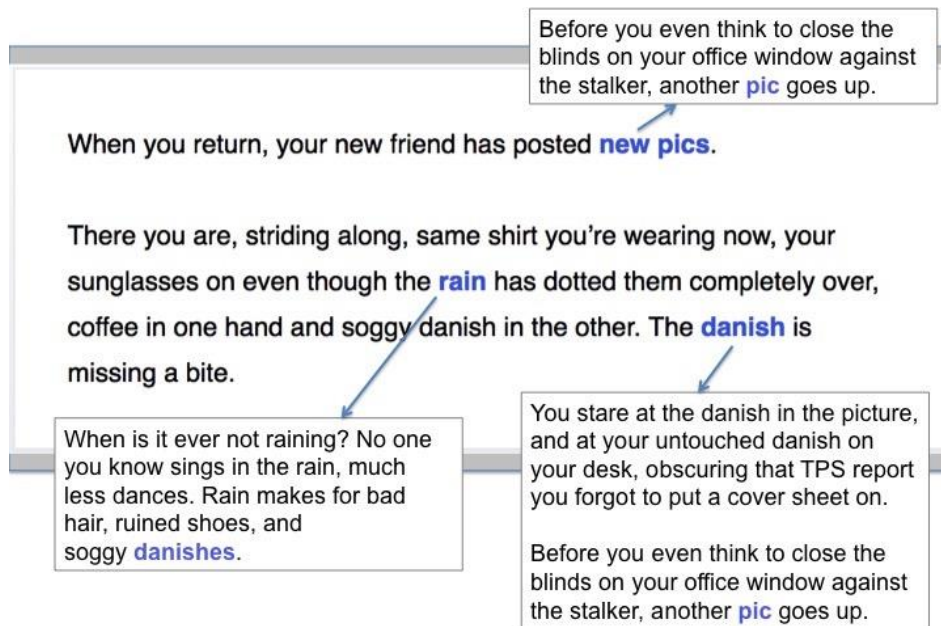 Before you even think to close the
blinds on your office window against
the stalker, another pic goes up.
When you return, your new friend has posted new pics.
There you are, striding along, same shirt you’re wearing now, your
sunglasses on even though the rain has dotted them completely over,
coffee in one hand and soggy danish in the other. The danish is
missing a bite.
When is it ever not raining? No one
you know sings in the rain, much
less dances. Rain makes for bad
hair, ruined shoes, and
soggy danishes.
You stare at the danish in the picture,
and at your untouched danish on
your desk, obscuring that TPS report
you forgot to put a cover sheet on.
Before you even think to close the
blinds on your office window against
the stalker, another pic goes up.